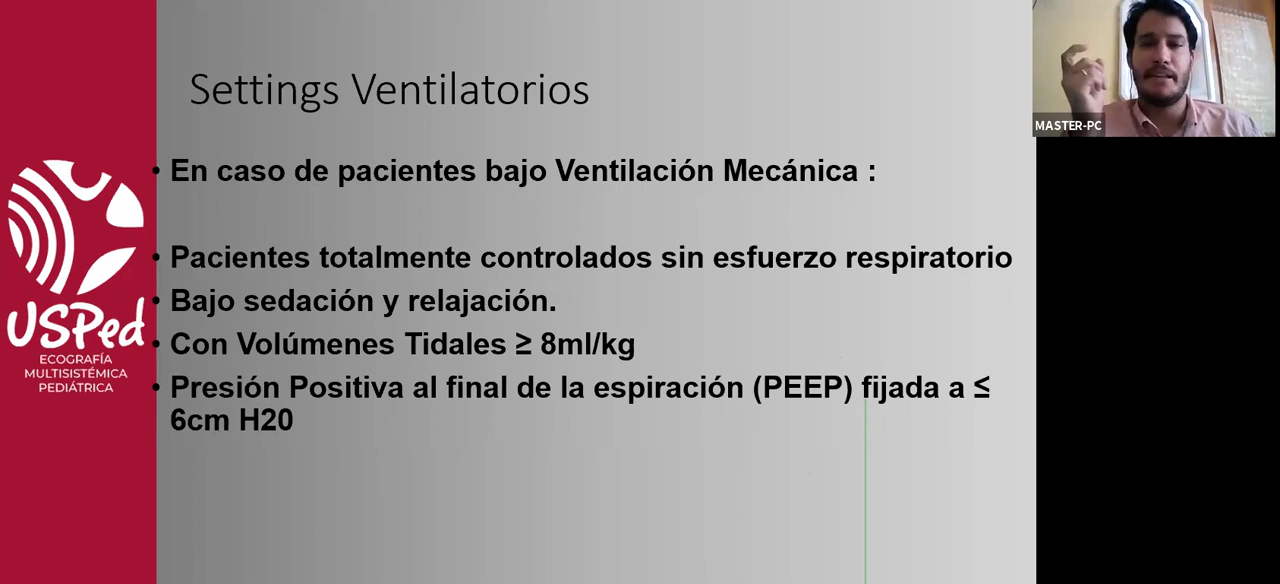 Settings Ventilatorios
• En caso de pacientes bajo Ventilación Mecánica :
• Pacientes totalmente controlados sin esfuerzo respiratorio
• Bajo sedación y relajación.
• Con Volúmenes Tidales ≥ 8ml/kg
• Presión Positiva al final de la espiración (PEEP) fijada a ≤
6cm H20
USPed
ECOGRAFÍA
MULTISISTÉMICA
PEDIÁTRICA
MASTER-PC